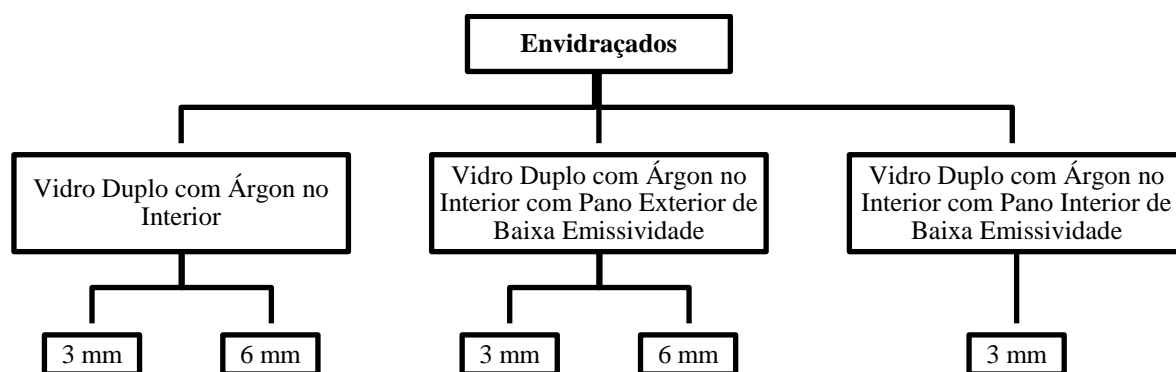 Envidraçados
Vidro Duplo com Árgon no
Interior
Vidro Duplo com Árgon no
Interior com Pano Exterior de
Baixa Emissividade
Vidro Duplo com Árgon no
Interior com Pano Interior de
Baixa Emissividade
3 mm
6 mm
3 mm
6 mm
3 mm